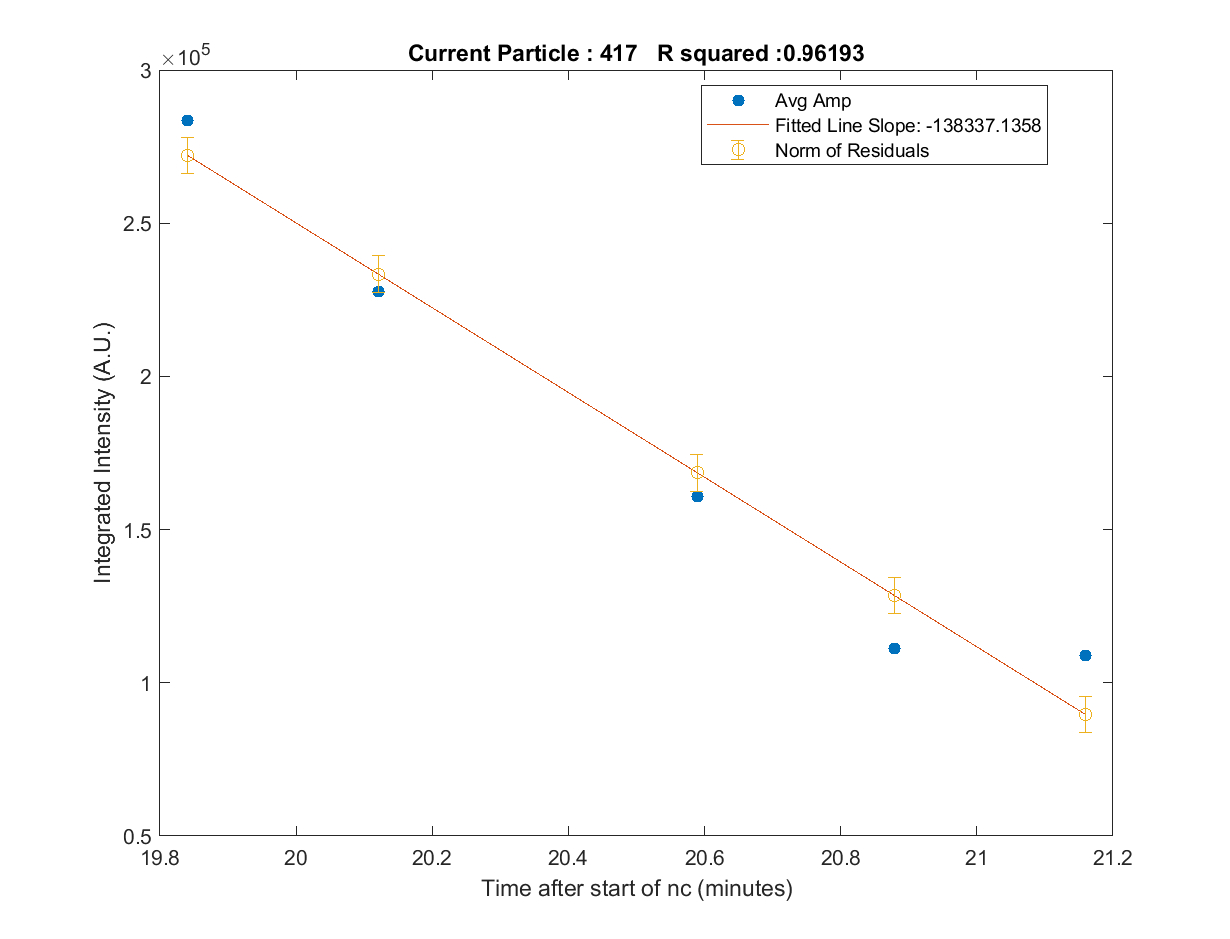 Current Particle : 417   R squared :0.96193
×10^5
3
2.5
2
1.5
1
0.5
Integrated Intensity (A.U.)
Avg Amp
Fitted Line Slope: -138337.1358
Norm of Residuals
19.8 20 20.2 20.4 20.6 20.8 21 21.2
Time after start of nc (minutes)